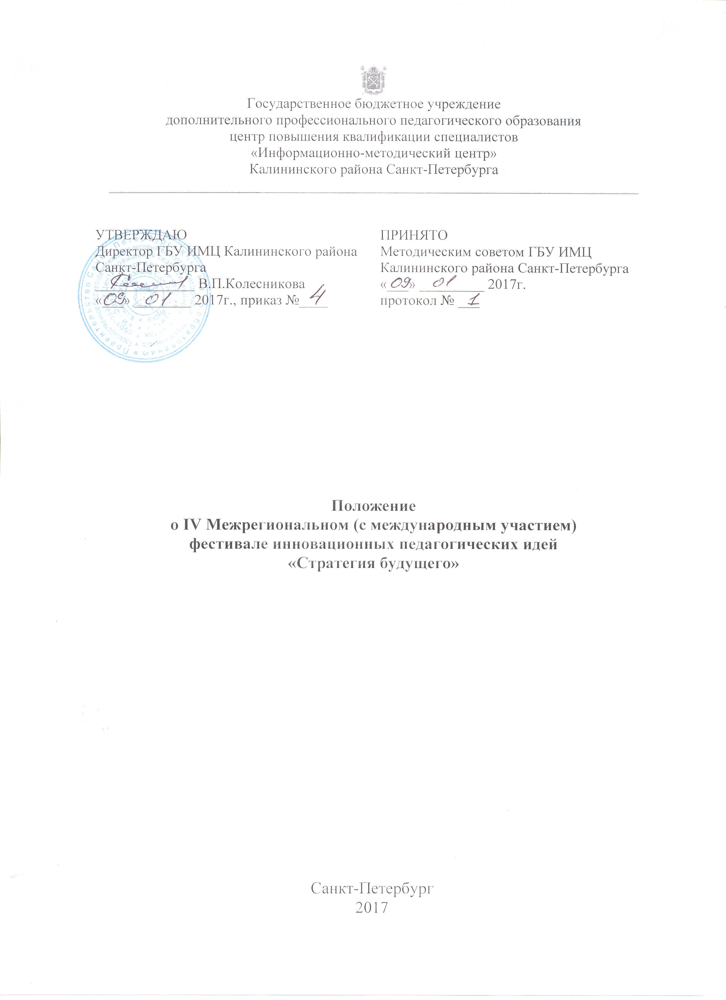 Государственное бюджетное учреждение
дополнительного профессионального педагогического образования
центр повышения квалификации специалистов
«Информационно-методический центр»
Калининского района Санкт-Петербурга
УТВЕРЖДАЮ
Директор ГБУ ИМЦ Калининского района
Санкт-Петербурга
В.П.Колесникова
«09» 01 2017г., приказ № 4
ПРИНЯТО
Методическим советом ГБУ ИМЦ
Калининского района Санкт-Петербурга
«09» 01 2017г.
протокол № 1
Положение
о IV Межрегиональном (с международным участием)
фестивале инновационных педагогических идей
«Стратегия будущего»
Санкт-Петербург
2017